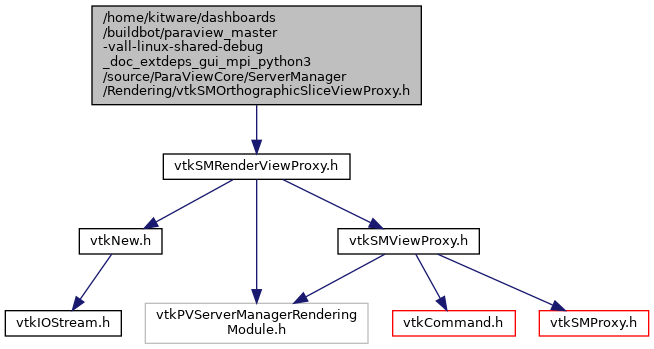 /home/kitware/dashboards
/buildbot/paraview_master
-vall-linux-shared-debug
_doc_extdeps_gui_mpi_python3
/source/ParaViewCore/ServerManager
/Rendering/vtkSMOrthographicSliceViewProxy.h
vtkSMRenderViewProxy.h
vtkNew.h
vtkSMViewProxy.h
vtkIOStream.h
vtkPVServerManagerRendering
Module.h
vtkCommand.h
vtkSMProxy.h